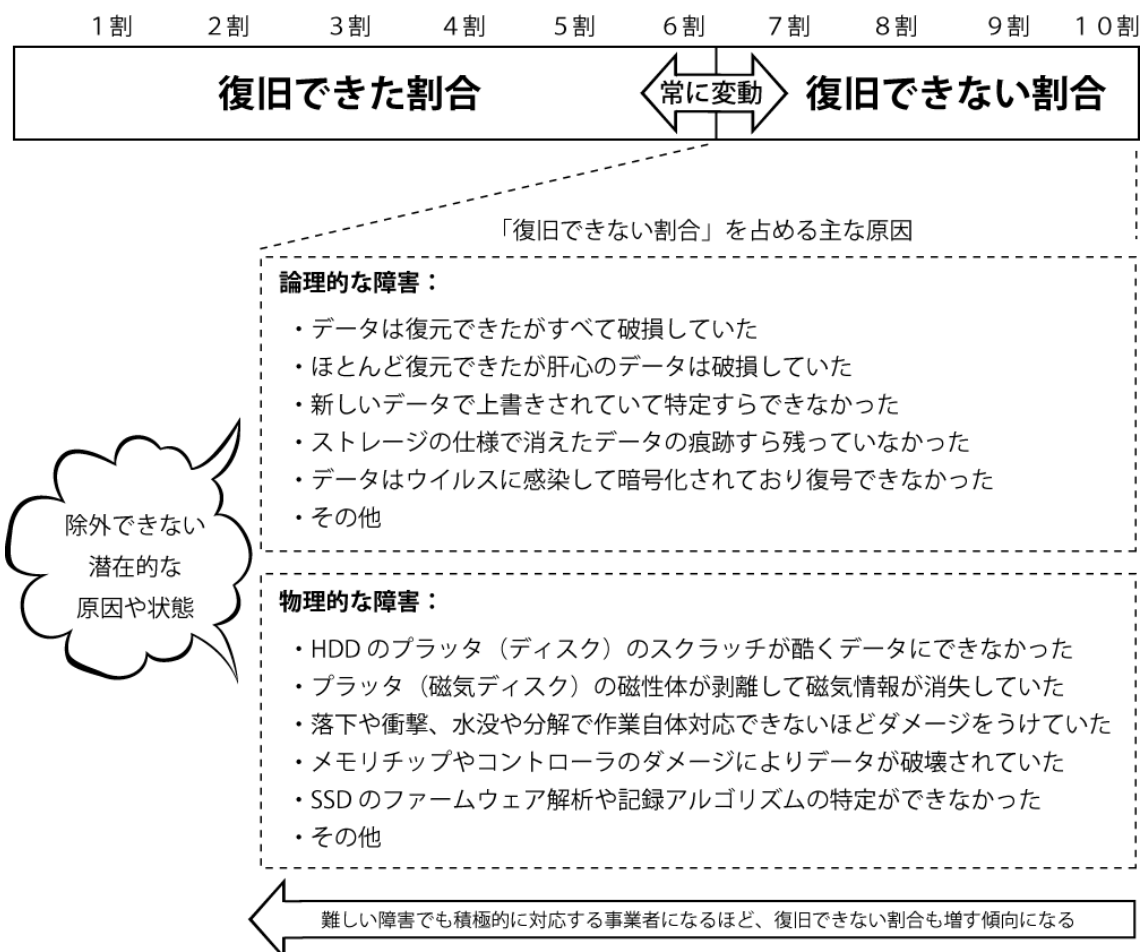 1割 2割 3割 4割 5割 6割 7割 8割 9割 10割
復旧できた割合 常に変動 復旧できない割合
「復旧できない割合」を占める主な原因
論理的な障害：
・データは復元できたがすべて破損していた
・ほとんど復元できたが肝心のデータは破損していた
・新しいデータで上書きされていて特定すらできなかった
・ストレージの仕様で消えたデータの痕跡すら残っていなかった
・データはウイルスに感染して暗号化されており復号できなかった
・その他
除外できない
潜在的な
原因や状態
物理的な障害：
・HDD のプラッタ（ディスク）のスクラッチが酷くデータにできなかった
・プラッタ（磁気ディスク）の磁性体が剥離して磁気情報が消失していた
・落下や衝撃、水没や分解で作業自体対応できないほどダメージをうけていた
・メモリチップやコントローラのダメージによりデータが破壊されていた
・SSD のファームウェア解析や記録アルゴリズムの特定ができなかった
・その他
難しい障害でも積極的に対応する事業者になるほど、復旧できない割合も増す傾向になる